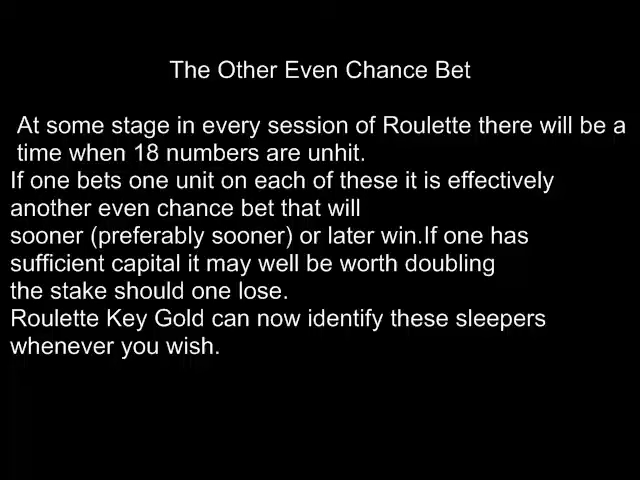 The Other Even Chance Bet
At some stage in every session of Roulette there will be a
time when 18 numbers are unhit.
If one bets one unit on each of these it is effectively
another even chance bet that will
sooner (preferably sooner) or later win.If one has
sufficient capital it may well be worth doubling
the stake should one lose.
Roulette Key Gold can now identify these sleepers
whenever you wish.